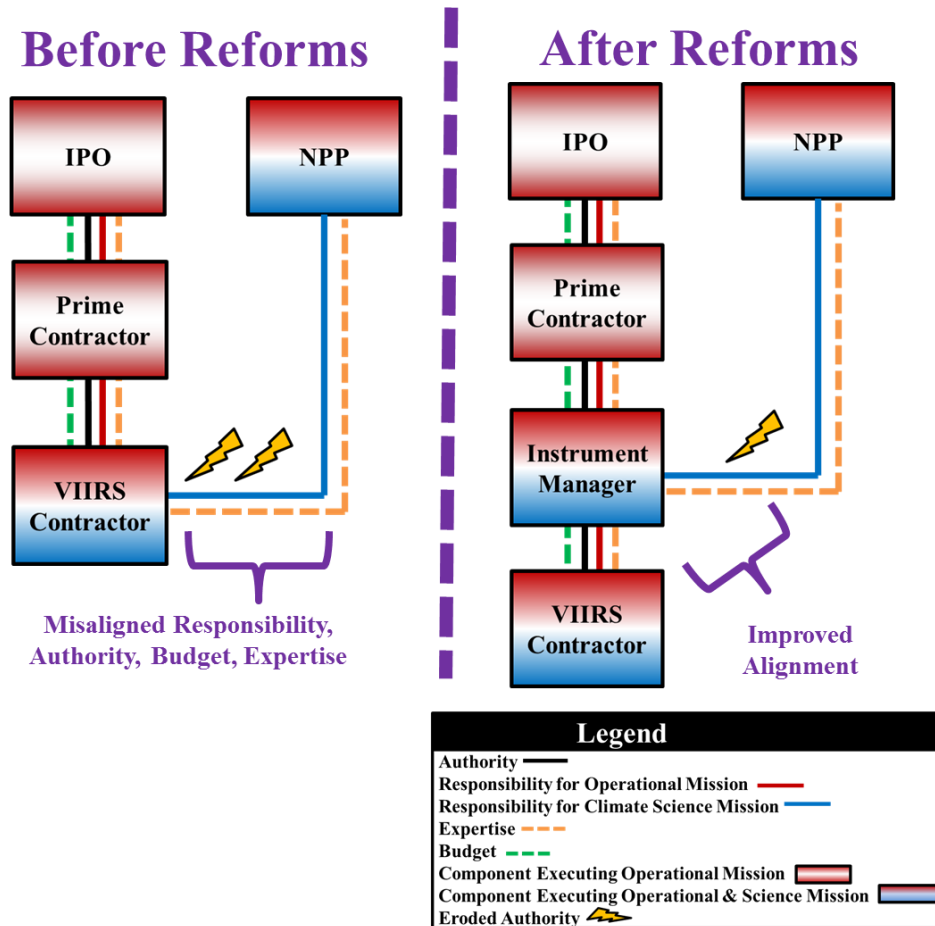 Before Reforms
IPO
NPP
Prime
Contractor
VIIRS
Contractor
Misaligned Responsibility,
Authority, Budget, Expertise
After Reforms
IPO
NPP
Prime
Contractor
Instrument
Manager
VIIRS
Contractor
Improved
Alignment
Legend
Authority
Responsibility for Operational Mission
Responsibility for Climate Science Mission
Expertise
Budget
Component Executing Operational Mission
Component Executing Operational & Science Mission
Eroded Authority